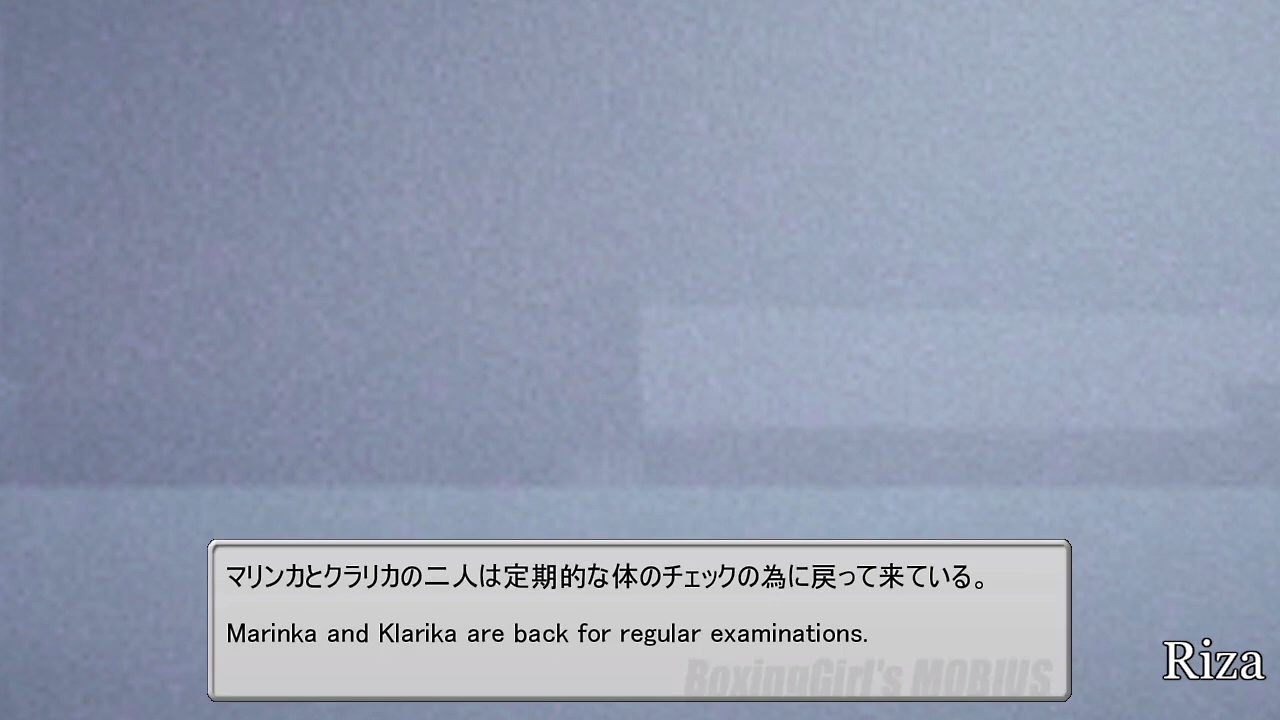 マリンカとクラリカの二人は定期的な体のチェックの為に戻って来ている。
Marinka and Klarika are back for regular examinations.
BoxingGirl's MOBIUS
Riza